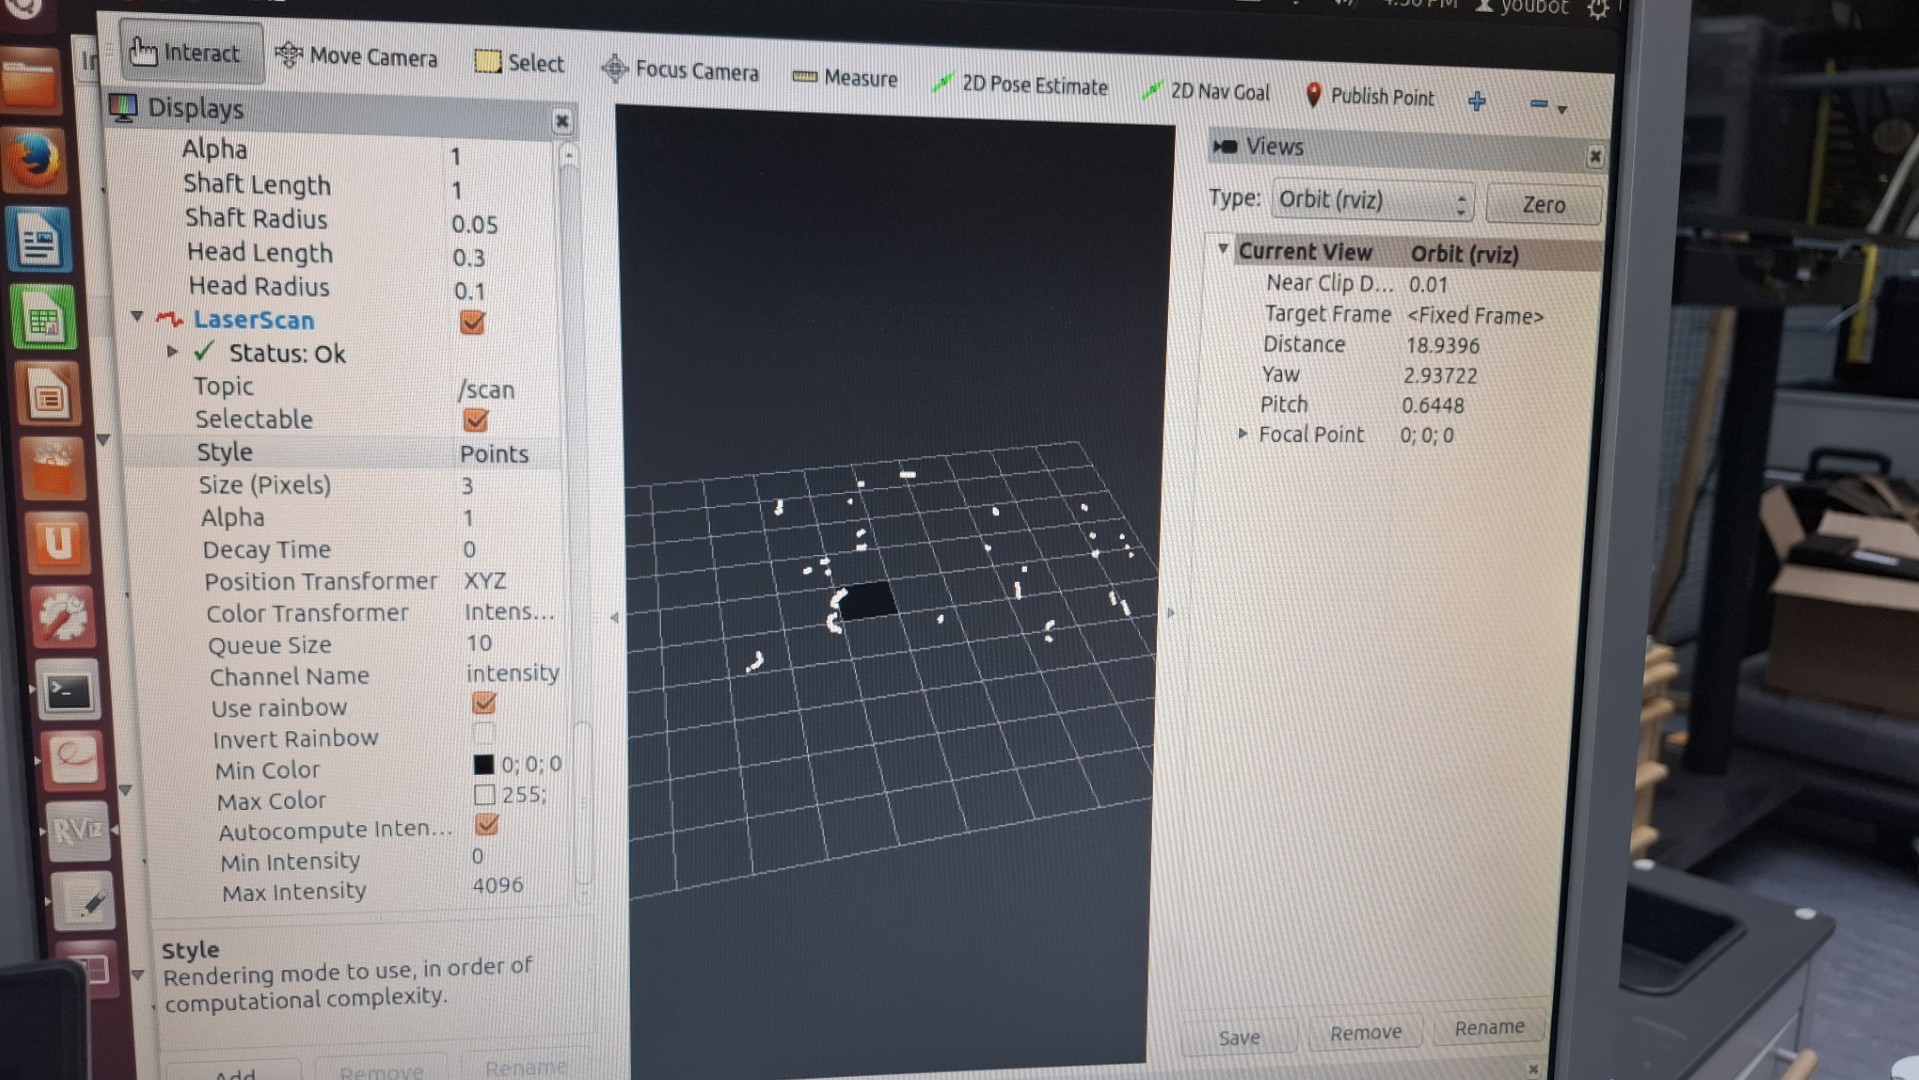 youbot
Interact
Move Camera
Select
Focus Camera
Measure
2D Pose Estimate
2D Nav Goal
Publish Point
Displays
Alpha 1
Shaft Length 1
Shaft Radius 0.05
Head Length 0.3
Head Radius 0.1
LaserScan
Status: Ok
Topic /scan
Selectable
Style Points
Size (Pixels) 3
Alpha 1
Decay Time 0
Position Transformer XYZ
Color Transformer Intens...
Queue Size 10
Channel Name intensity
Use rainbow
Invert Rainbow
Min Color 0; 0; 0
Max Color 255;
Autocompute Inten...
Min Intensity 0
Max Intensity 4096
Style
Rendering mode to use, in order of
computational complexity.
Add
Remove
Rename
Views
Type: Orbit (rviz) Zero
Current View Orbit (rviz)
Near Clip D... 0.01
Target Frame <Fixed Frame>
Distance 18.9396
Yaw 2.93722
Pitch 0.6448
Focal Point 0; 0; 0
Save
Remove
Rename
RViz